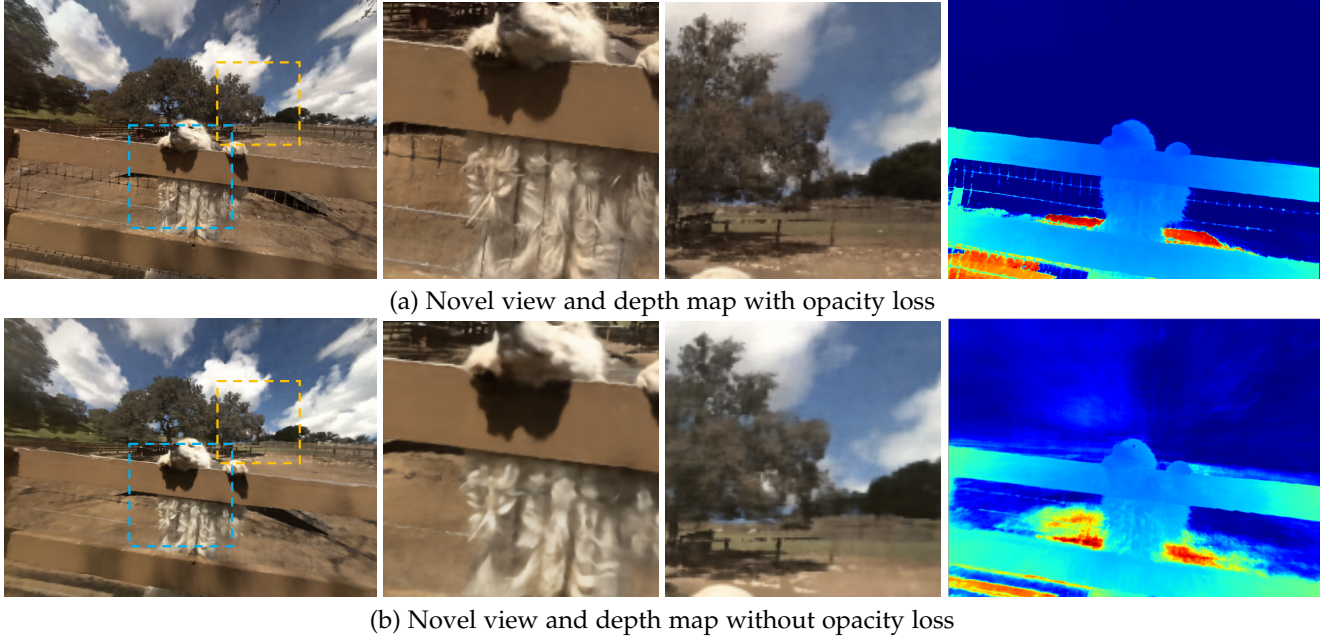 (a) Novel view and depth map with opacity loss
(b) Novel view and depth map without opacity loss